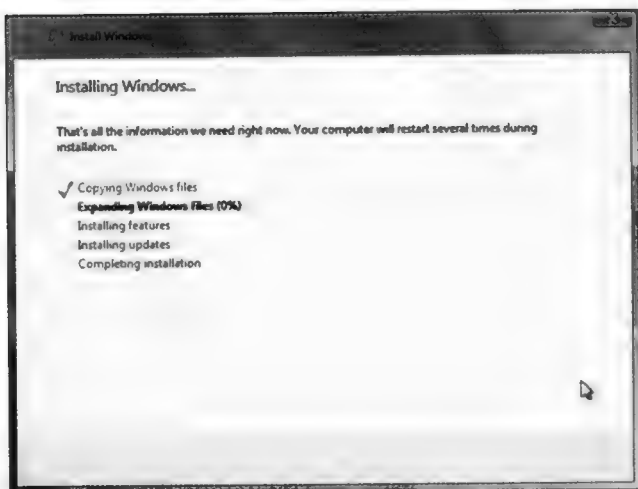 Install Windows
Installing Windows...
That's all the information we need right now. Your computer will restart several times during
installation.
Copying Windows files
Expanding Windows files (0%)
Installing features
Installing updates
Completing installation